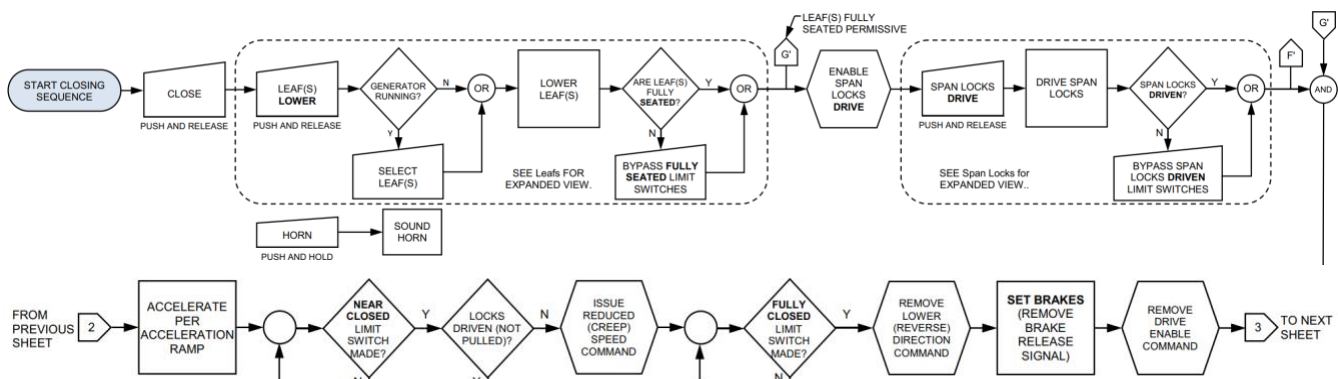 LEAF(S) FULLY
SEATED PERMISSIVE
G'
G'
F'
START CLOSING
SEQUENCE
CLOSE
PUSH AND RELEASE
LEAF(S)
LOWER
PUSH AND RELEASE
GENERATOR
RUNNING?
N
Y
SELECT
LEAF(S)
OR
LOWER
LEAF(S)
ARE LEAF(S)
FULLY
SEATED?
Y
N
BYPASS FULLY
SEATED LIMIT
SWITCHES
OR
SEE Leafs FOR
EXPANDED VIEW.
ENABLE
SPAN
LOCKS
DRIVE
SPAN LOCKS
DRIVE
PUSH AND RELEASE
DRIVE SPAN
LOCKS
SPAN LOCKS
DRIVEN?
Y
N
BYPASS SPAN
LOCKS DRIVEN
LIMIT SWITCHES
OR
SEE Span Locks for
EXPANDED VIEW..
AND
HORN
PUSH AND HOLD
SOUND
HORN
FROM
PREVIOUS
SHEET
2
ACCELERATE
PER
ACCELERATION
RAMP
NEAR
CLOSED
LIMIT
SWITCH
MADE?
Y
N
LOCKS
DRIVEN (NOT
PULLED)?
N
Y
ISSUE
REDUCED
(CREEP)
SPEED
COMMAND
FULLY
CLOSED
LIMIT
SWITCH
MADE?
Y
N
REMOVE
LOWER
(REVERSE)
DIRECTION
COMMAND
SET BRAKES
(REMOVE
BRAKE
RELEASE
SIGNAL)
REMOVE
DRIVE
ENABLE
COMMAND
3
TO NEXT
SHEET